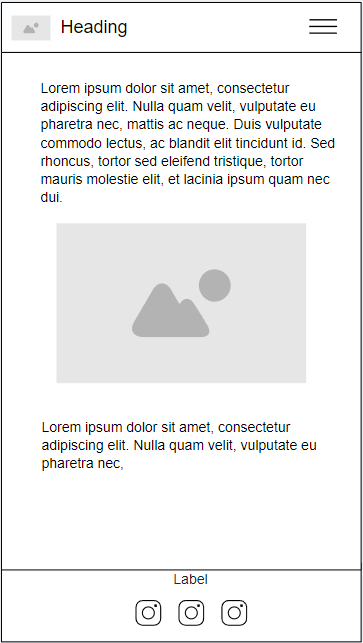 Heading
Lorem ipsum dolor sit amet, consectetur
adipiscing elit. Nulla quam velit, vulputate eu
pharetra nec, mattis ac neque. Duis vulputate
commodo lectus, ac blandit elit tincidunt id. Sed
rhoncus, tortor sed eleifend tristique, tortor
mauris molestie elit, et lacinia ipsum quam nec
dui.
Lorem ipsum dolor sit amet, consectetur
adipiscing elit. Nulla quam velit, vulputate eu
pharetra nec,
Label